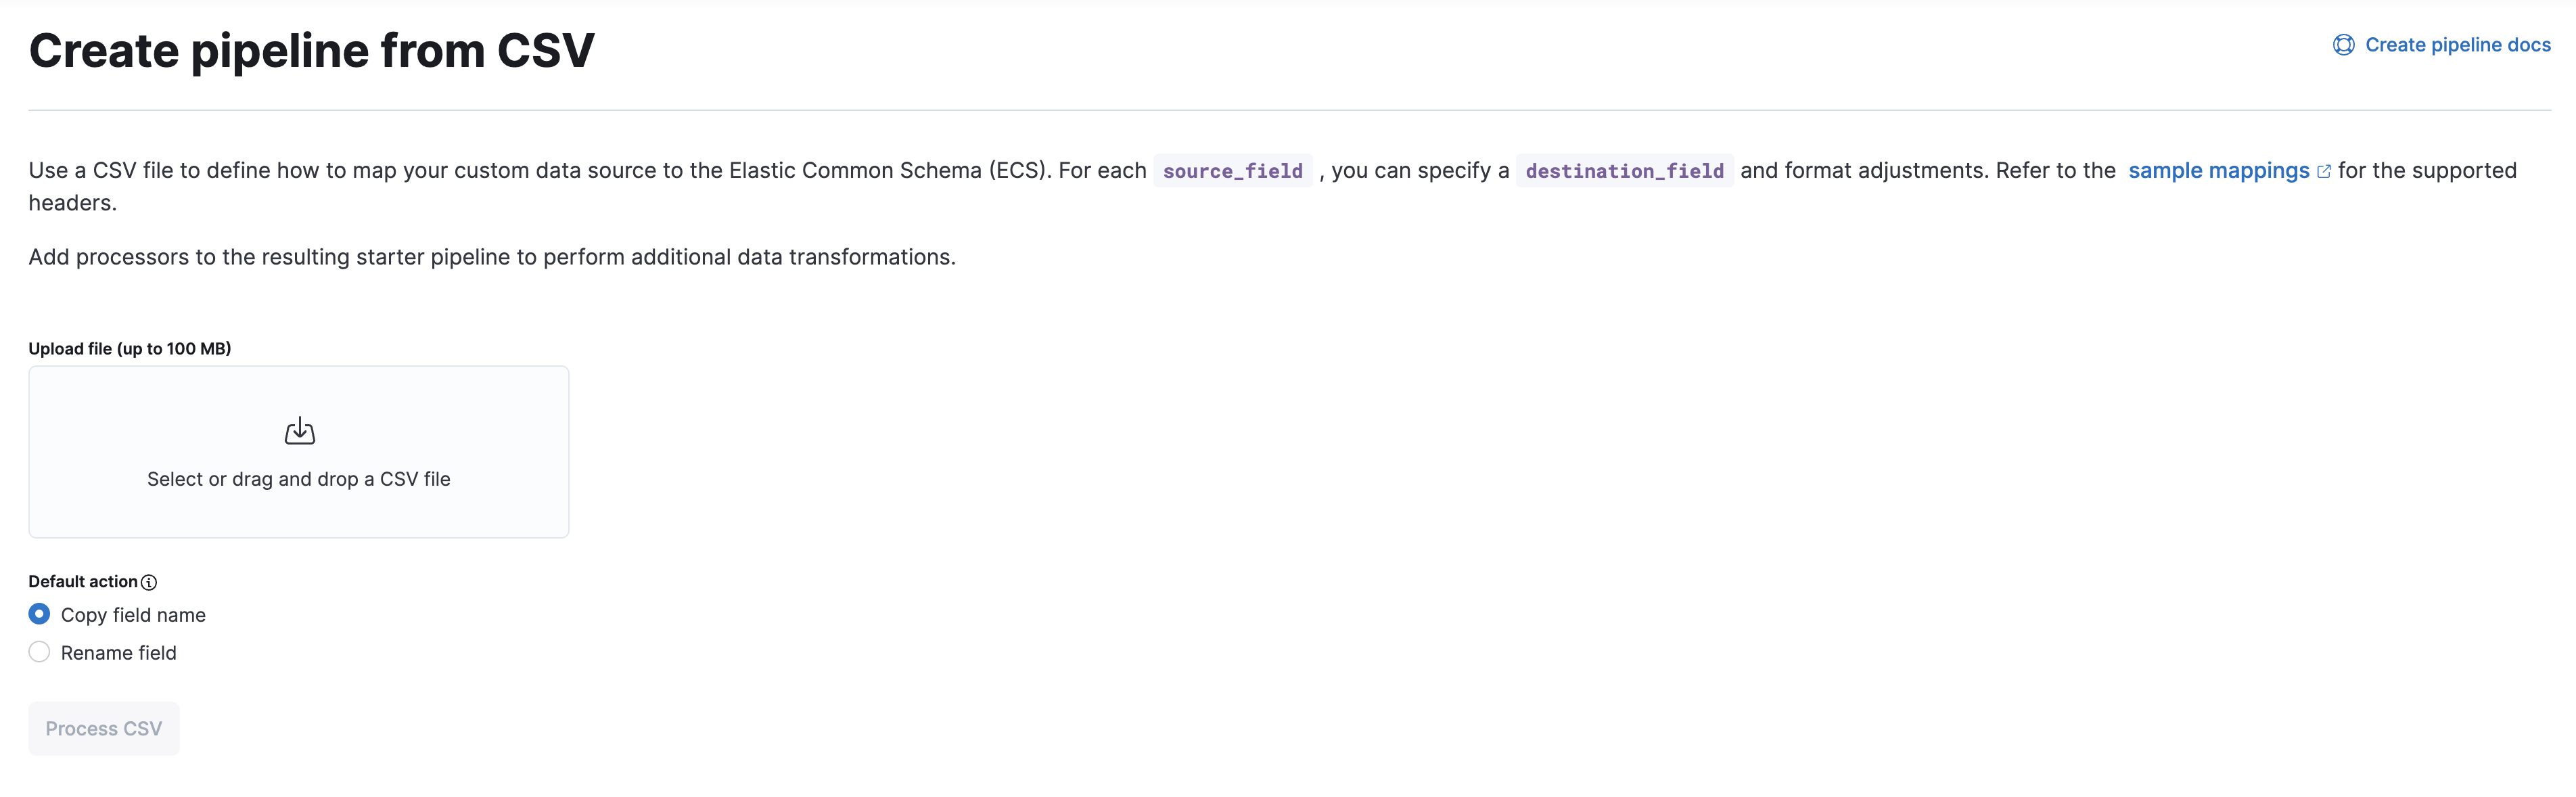 Create pipeline from CSV
Create pipeline docs
Use a CSV file to define how to map your custom data source to the Elastic Common Schema (ECS). For each source_field , you can specify a destination_field and format adjustments. Refer to the sample mappings for the supported
headers.
Add processors to the resulting starter pipeline to perform additional data transformations.
Upload file (up to 100 MB)
Select or drag and drop a CSV file
Default action
Copy field name
Rename field
Process CSV